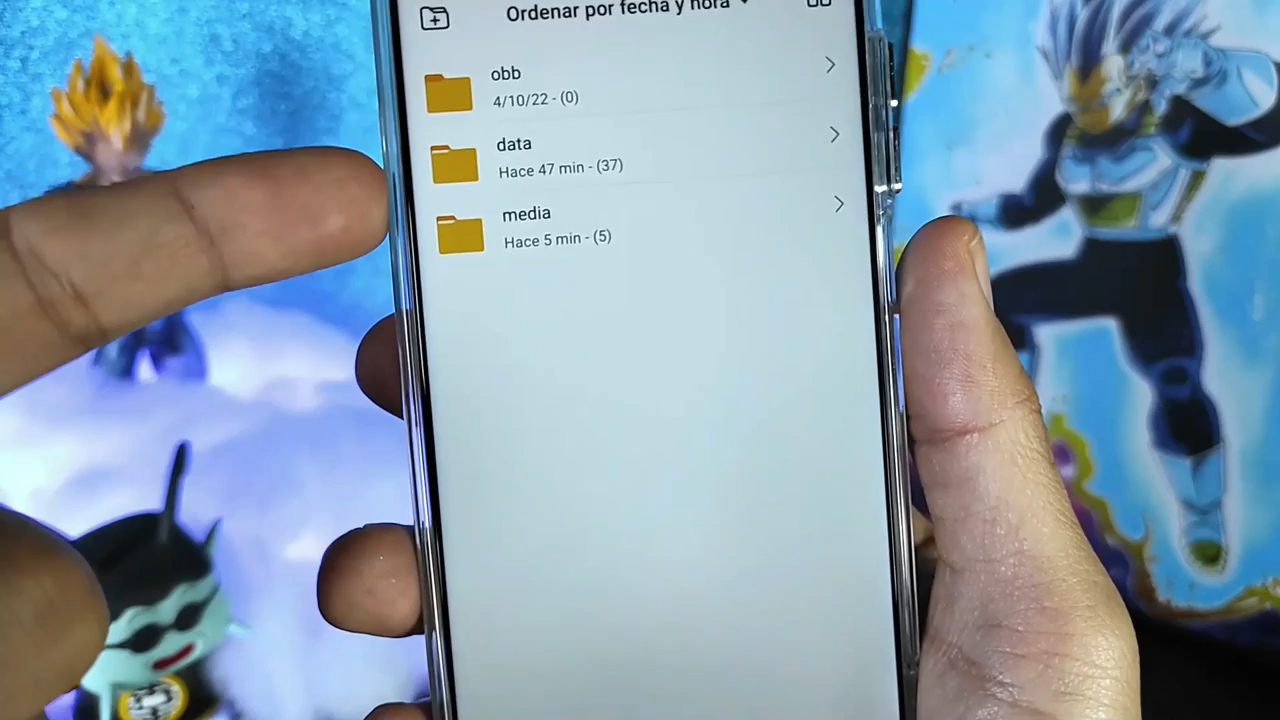 Ordenar por fecha y hora
obb
4/10/22 - (0)
data
Hace 47 min - (37)
media
Hace 5 min - (5)